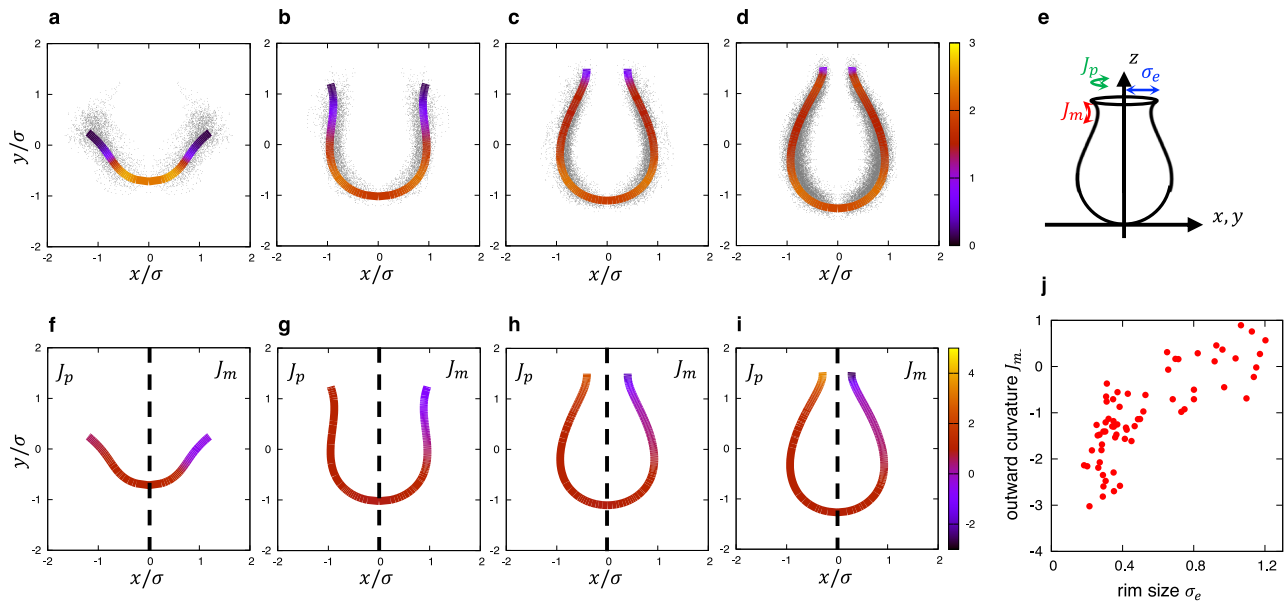 a
b
c
d
e
2
1
0
-1
-2
y/σ
-2 -1 0 1 2
x/σ
2
1
0
-1
-2
-2 -1 0 1 2
x/σ
2
1
0
-1
-2
-2 -1 0 1 2
x/σ
2
1
0
-1
-2
-2 -1 0 1 2
x/σ
3
2
1
0
z
J_p
σ_e
J_m
x, y
f
g
h
i
j
2
1
0
-1
-2
y/σ
J_p J_m
-2 -1 0 1 2
x/σ
2
1
0
-1
-2
J_p J_m
-2 -1 0 1 2
x/σ
2
1
0
-1
-2
J_p J_m
-2 -1 0 1 2
x/σ
2
1
0
-1
-2
J_p J_m
-2 -1 0 1 2
x/σ
4
2
0
-2
1
0
-1
-2
-3
-4
outward curvature J_m.
0 0.4 0.8 1.2
rim size σ_e